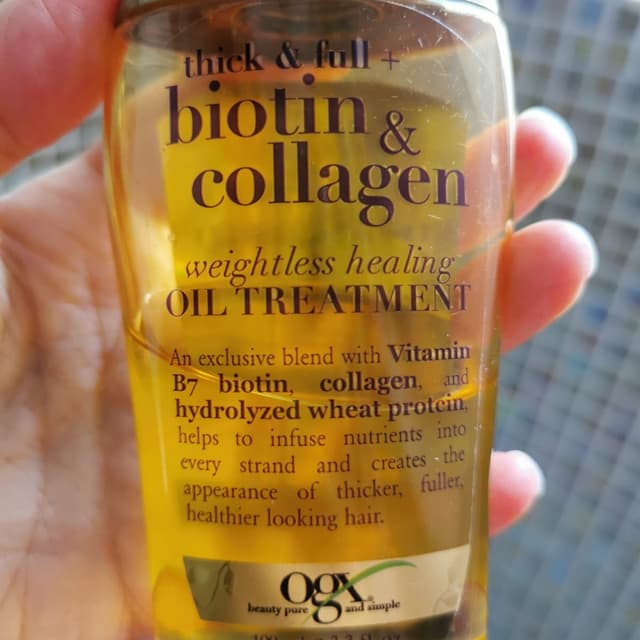 thick & full +
biotin &
collagen
weightless healing
OIL TREATMENT
An exclusive blend with Vitamin
B7 biotin, collagen, and
hydrolyzed wheat protein,
helps to infuse nutrients into
every strand and creates the
appearance of thicker, fuller,
healthier looking hair.
ogx®
beauty pure and simple